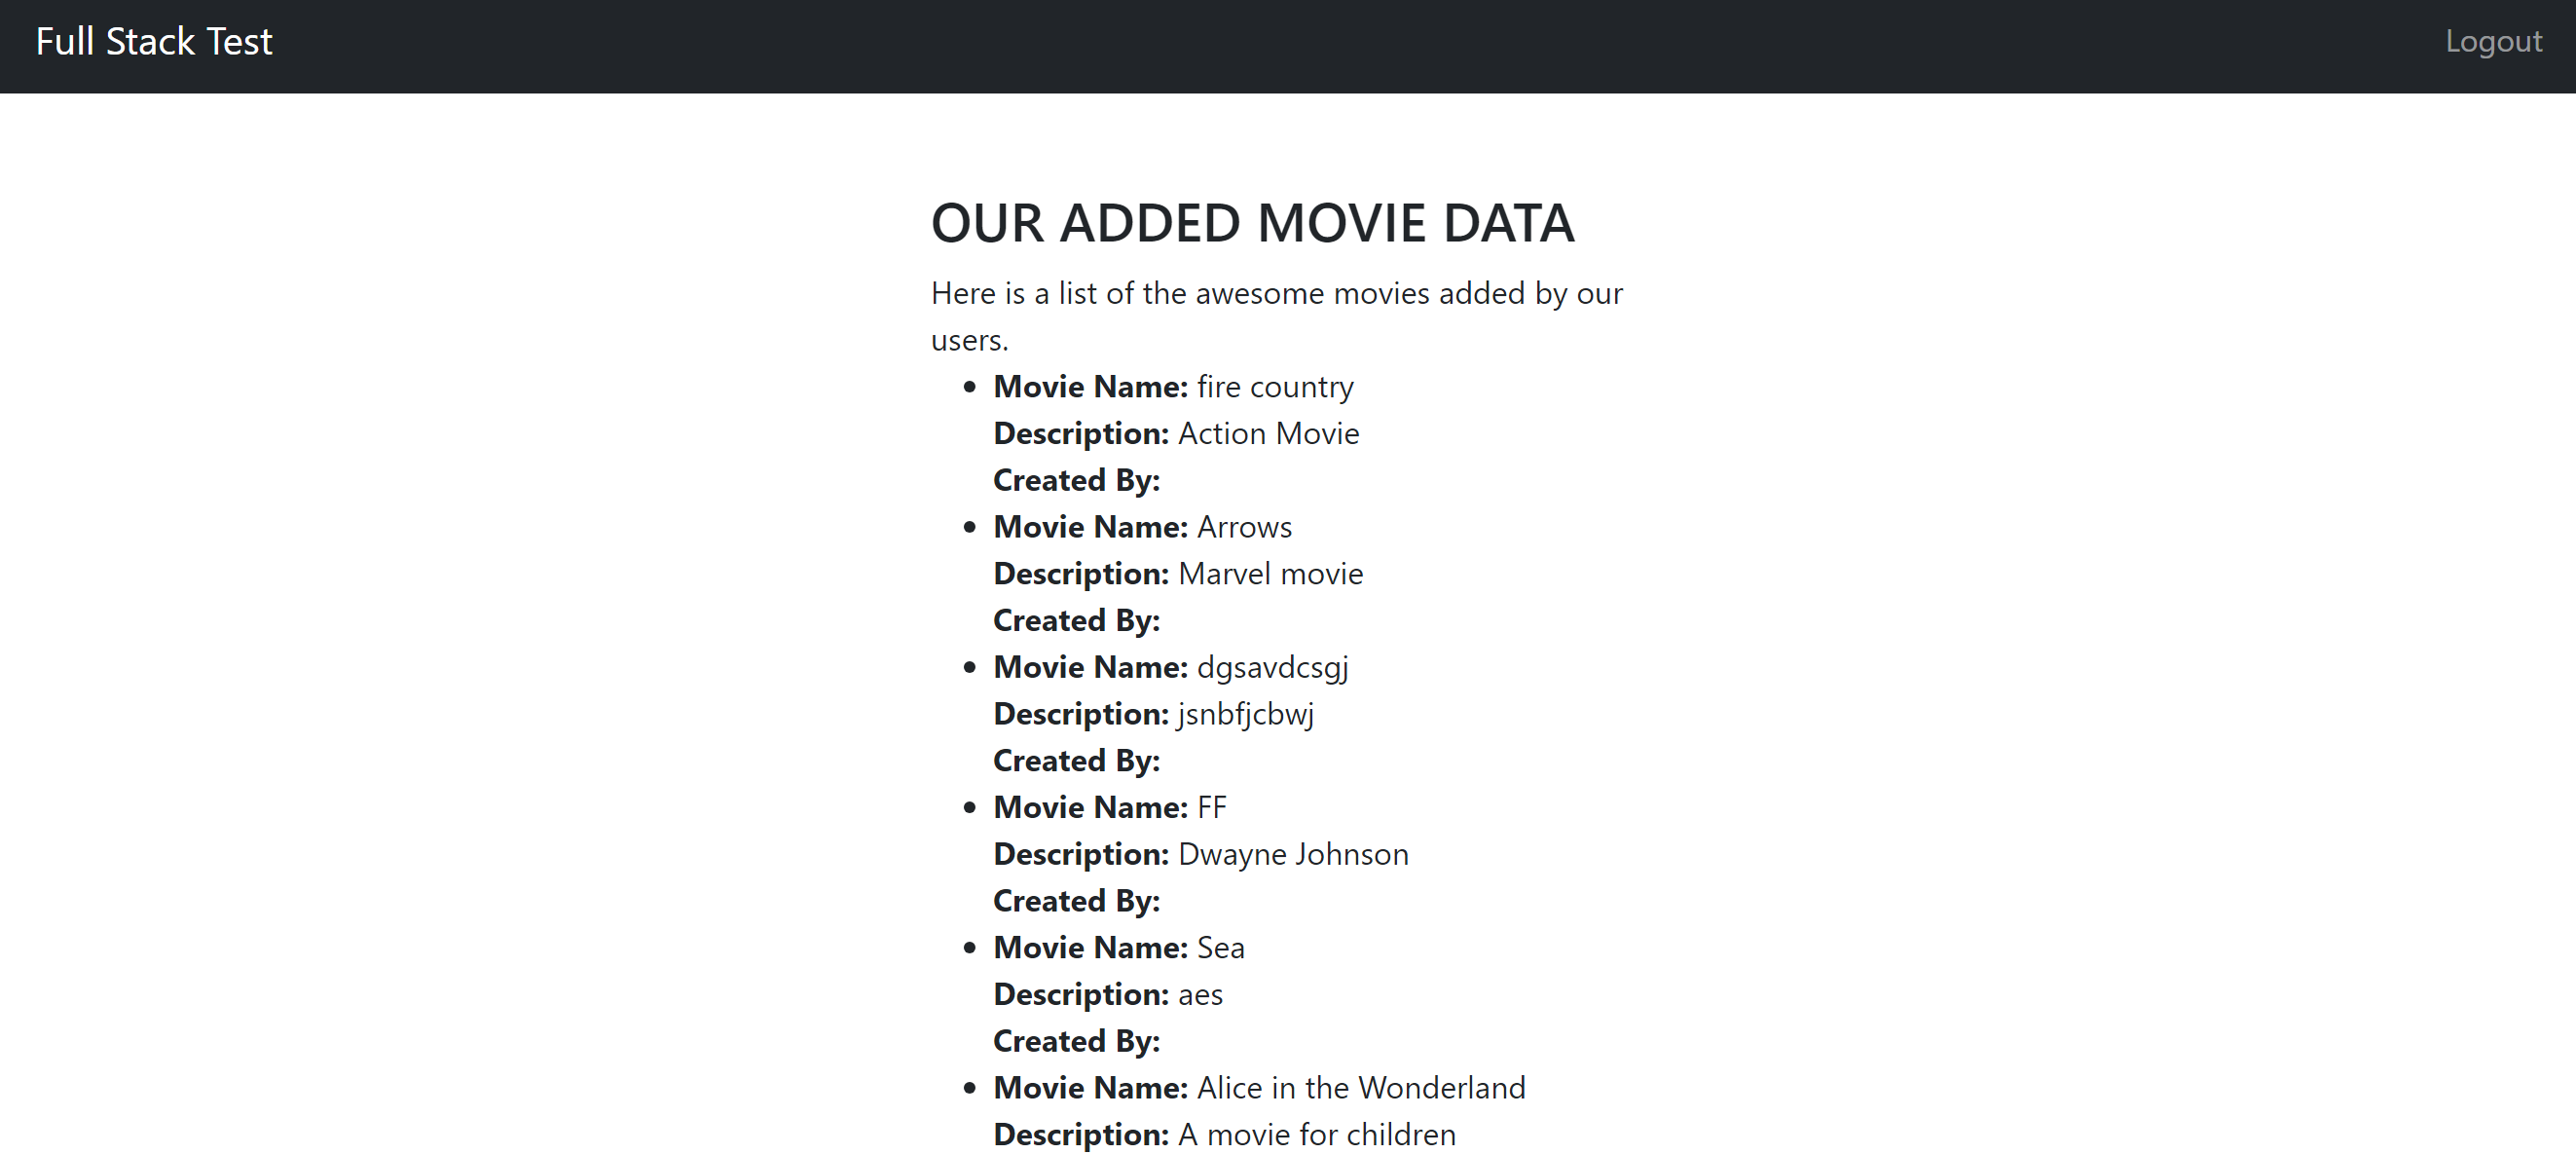 Full Stack Test
Logout
OUR ADDED MOVIE DATA
Here is a list of the awesome movies added by our
users.
Movie Name: fire country
Description: Action Movie
Created By:
Movie Name: Arrows
Description: Marvel movie
Created By:
Movie Name: dgsavdcsgj
Description: jsnbfjcbwj
Created By:
Movie Name: FF
Description: Dwayne Johnson
Created By:
Movie Name: Sea
Description: aes
Created By:
Movie Name: Alice in the Wonderland
Description: A movie for children